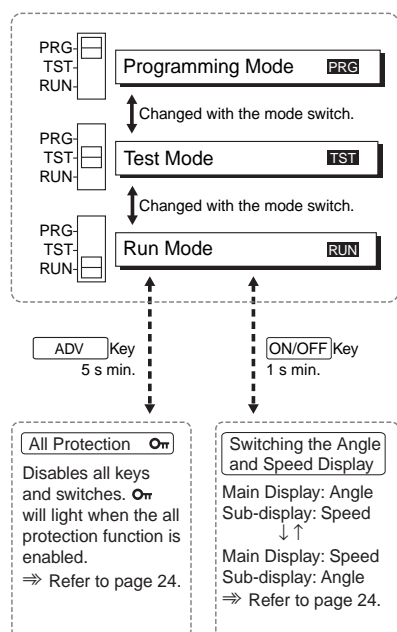 PRG
TST
RUN
Programming Mode PRG
Changed with the mode switch.
PRG
TST
RUN
Test Mode TST
Changed with the mode switch.
PRG
TST
RUN
Run Mode RUN
ADV Key
5 s min.
ON/OFF Key
1 s min.
All Protection
Disables all keys
and switches.
will light when the all
protection function is
enabled.
⇒ Refer to page 24.
Switching the Angle
and Speed Display
Main Display: Angle
Sub-display: Speed
↓↑
Main Display: Speed
Sub-display: Angle
⇒ Refer to page 24.